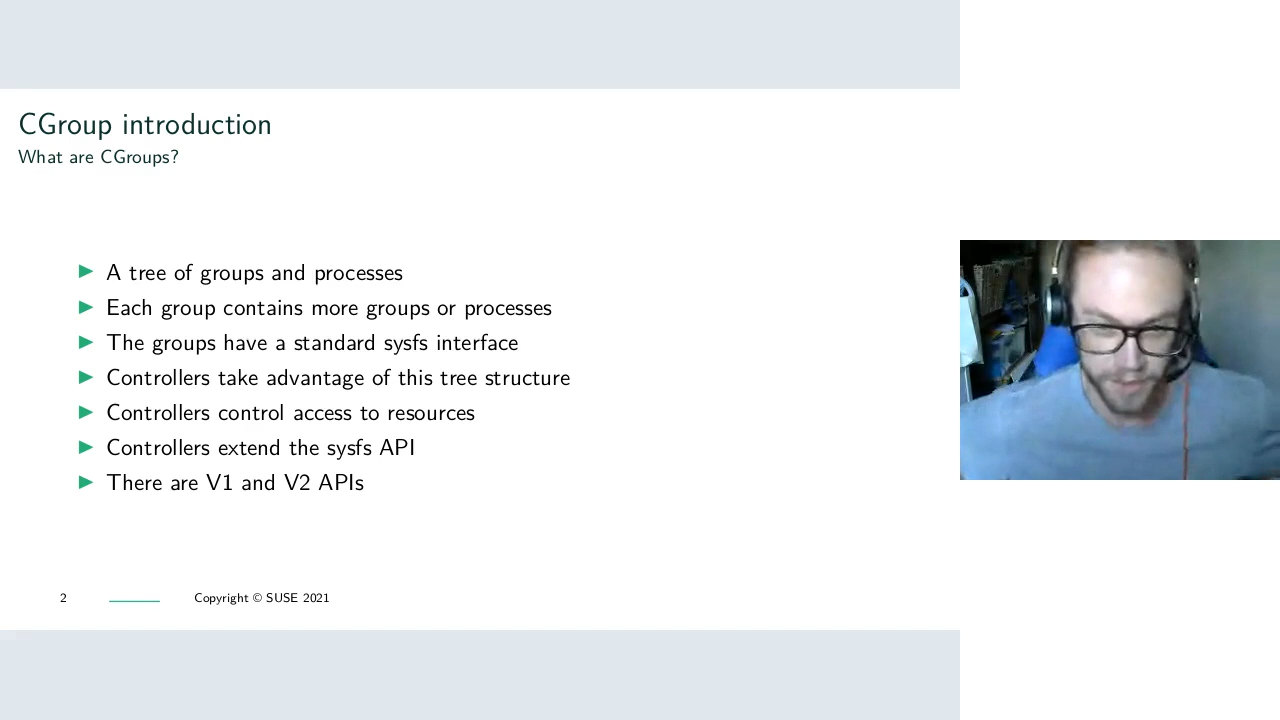 CGroup introduction
What are CGroups?
A tree of groups and processes
Each group contains more groups or processes
The groups have a standard sysfs interface
Controllers take advantage of this tree structure
Controllers control access to resources
Controllers extend the sysfs API
There are V1 and V2 APIs
2
Copyright © SUSE 2021